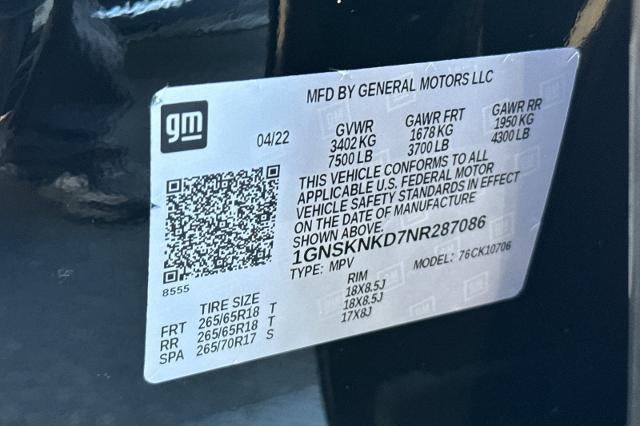 MFD BY GENERAL MOTORS LLC
gm
04/22
GVWR GAWR FRT GAWR RR
3402 KG 1678 KG 1950 KG
7500 LB 3700 LB 4300 LB
THIS VEHICLE CONFORMS TO ALL
APPLICABLE U.S. FEDERAL MOTOR
VEHICLE SAFETY STANDARDS IN EFFECT
ON THE DATE OF MANUFACTURE
SHOWN ABOVE.
1GNSKNKD7NR287086
TYPE: MPV MODEL: 76CK10706
8555
TIRE SIZE RIM
FRT 265/65R18 T 18X8.5J
RR 265/65R18 T 18X8.5J
SPA 265/70R17 S 17X8J